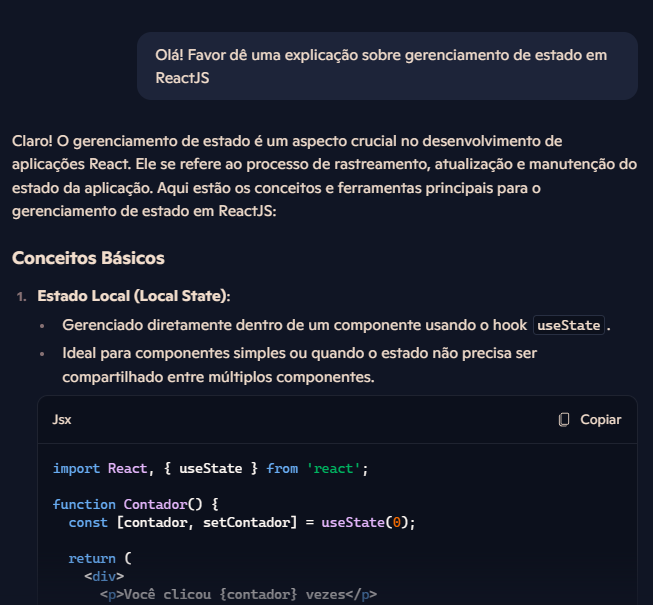 Olá! Favor dê uma explicação sobre gerenciamento de estado em
ReactJS
Claro! O gerenciamento de estado é um aspecto crucial no desenvolvimento de
aplicações React. Ele se refere ao processo de rastreamento, atualização e manutenção do
estado da aplicação. Aqui estão os conceitos e ferramentas principais para o
gerenciamento de estado em ReactJS:
Conceitos Básicos
1. Estado Local (Local State):
• Gerenciado diretamente dentro de um componente usando o hook useState.
• Ideal para componentes simples ou quando o estado não precisa ser
compartilhado entre múltiplos componentes.
Jsx Copiar
import React, { useState } from 'react';
function Contador() {
const [contador, setContador] = useState(0);
return (
<div>
<p>Você clicou {contador} vezes</p>